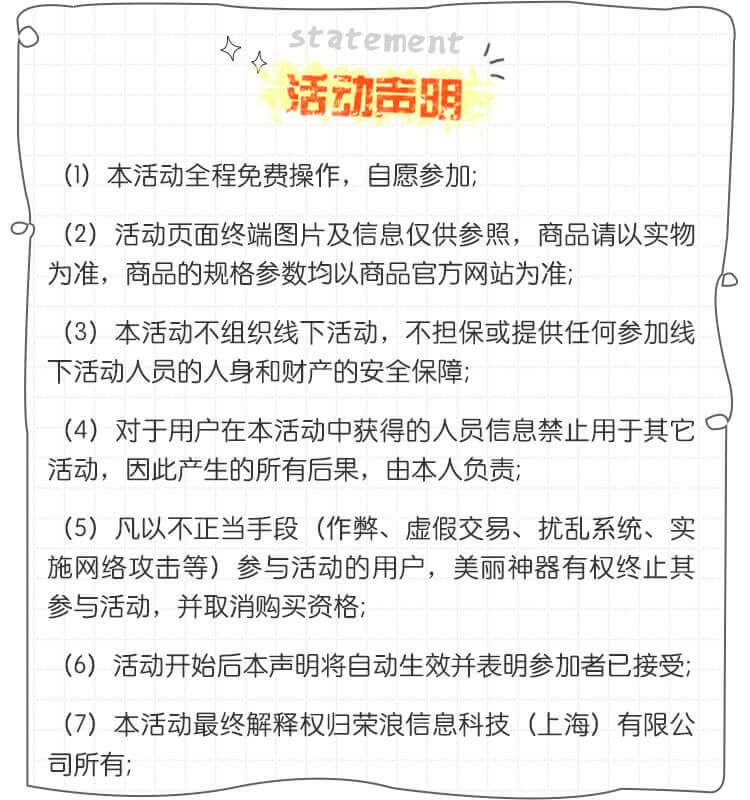 statement
活动声明
（1）本活动全程免费操作，自愿参加;
（2）活动页面终端图片及信息仅供参照，商品请以实物
为准，商品的规格参数均以商品官方网站为准;
（3）本活动不组织线下活动，不担保或提供任何参加线
下活动人员的人身和财产的安全保障;
（4）对于用户在本活动中获得的人员信息禁止用于其它
活动，因此产生的所有后果，由本人负责;
（5）凡以不正当手段（作弊、虚假交易、扰乱系统、实
施网络攻击等）参与活动的用户，美丽神器有权终止其
参与活动，并取消购买资格;
（6）活动开始后本声明将自动生效并表明参加者已接受;
（7）本活动最终解释权归荣浪信息科技（上海）有限公
司所有;